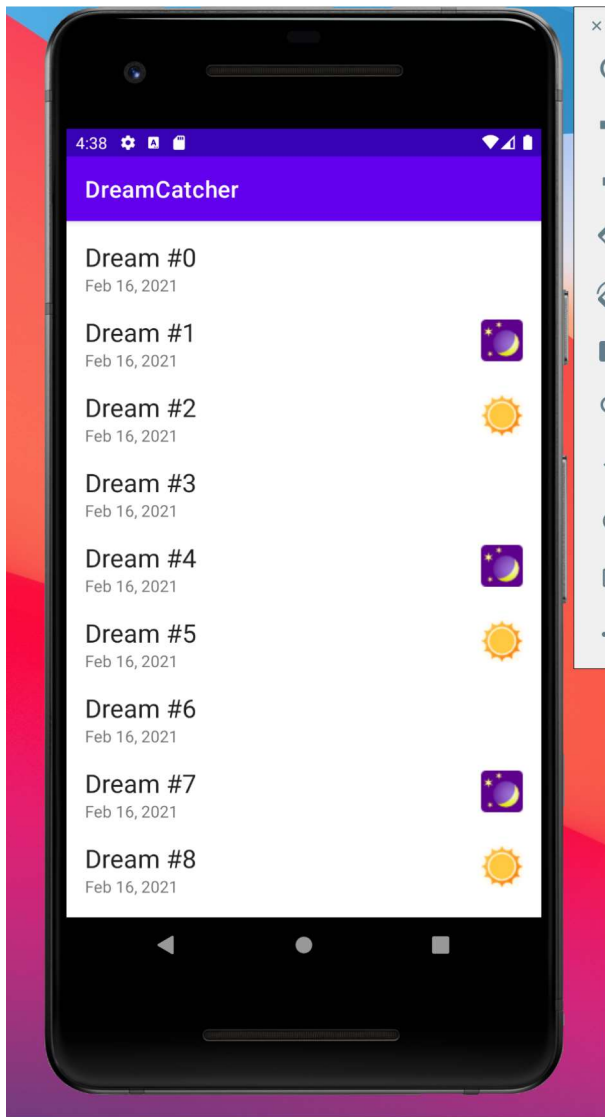 4:38
DreamCatcher
Dream #0
Feb 16, 2021
Dream #1
Feb 16, 2021
Dream #2
Feb 16, 2021
Dream #3
Feb 16, 2021
Dream #4
Feb 16, 2021
Dream #5
Feb 16, 2021
Dream #6
Feb 16, 2021
Dream #7
Feb 16, 2021
Dream #8
Feb 16, 2021